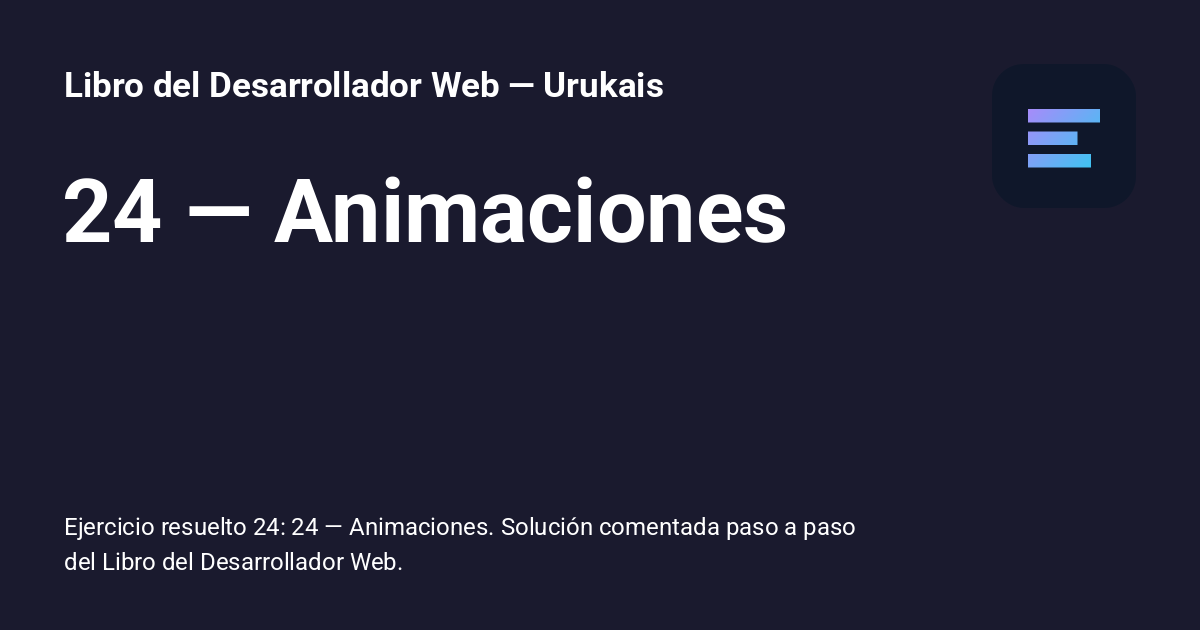 Libro del Desarrollador Web — Urukais
24 — Animaciones
Ejercicio resuelto 24: 24 — Animaciones. Solución comentada paso a paso
del Libro del Desarrollador Web.